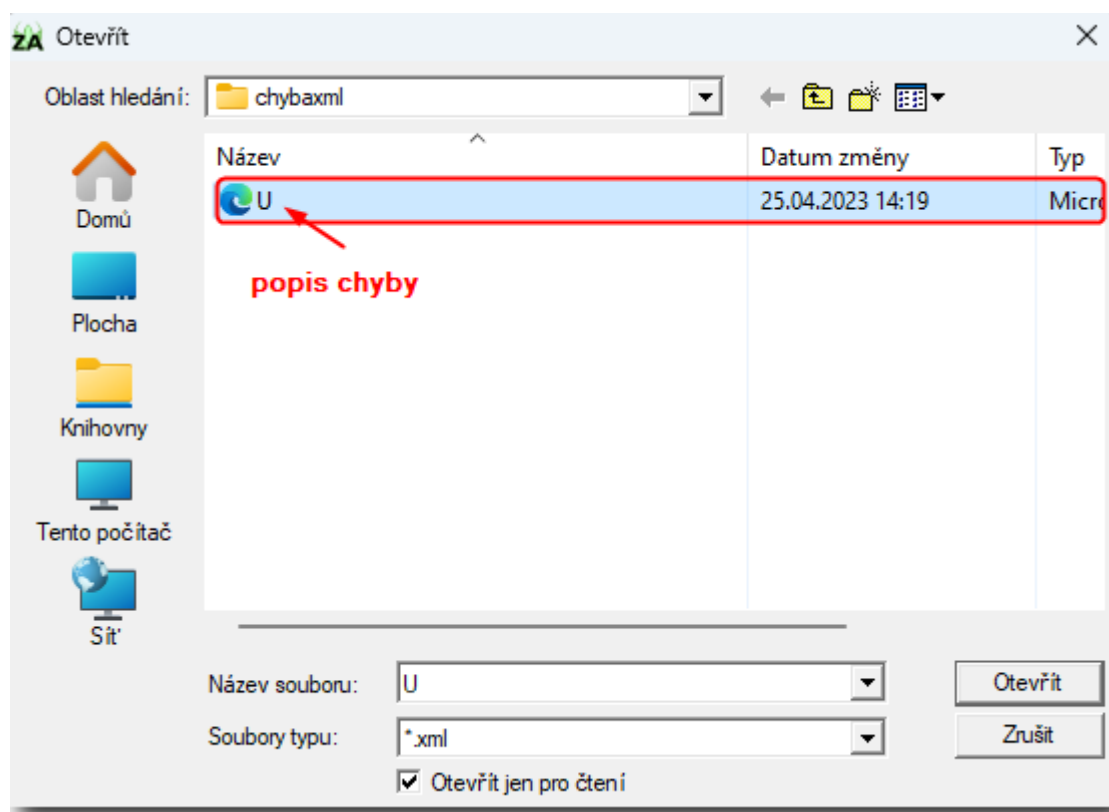 ZA Otevřít
Oblast hledání: chybaxml
Název Datum změny Typ
U 25.04.2023 14:19 Micro
popis chyby
Domů
Plocha
Knihovny
Tento počítač
Síť
Název souboru: U Otevřít
Soubory typu: *.xml Zrušit
Otevřít jen pro čtení